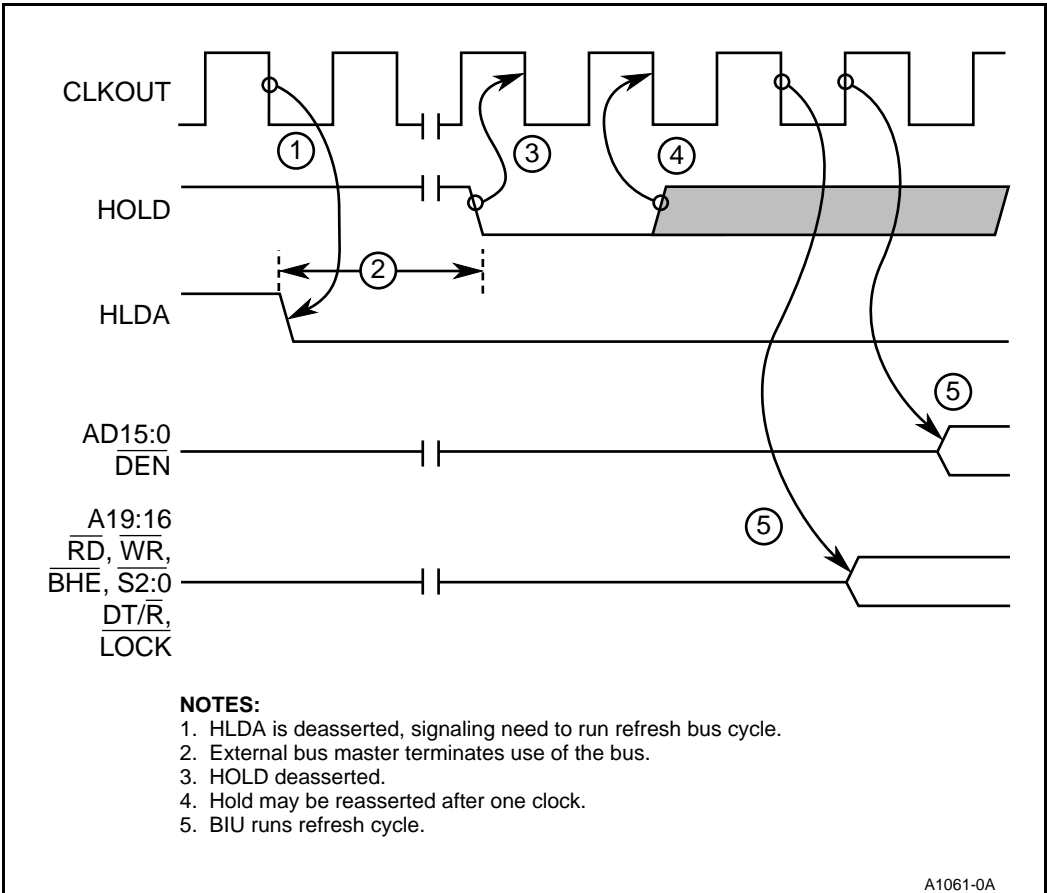 CLKOUT
1
3
4
HOLD
2
HLDA
5
AD15:0
DEN
A19:16
RD, WR,
5
BHE, S2:0
DT/R,
LOCK
NOTES:
1. HLDA is deasserted, signaling need to run refresh bus cycle.
2. External bus master terminates use of the bus.
3. HOLD deasserted.
4. Hold may be reasserted after one clock.
5. BIU runs refresh cycle.
A1061-0A